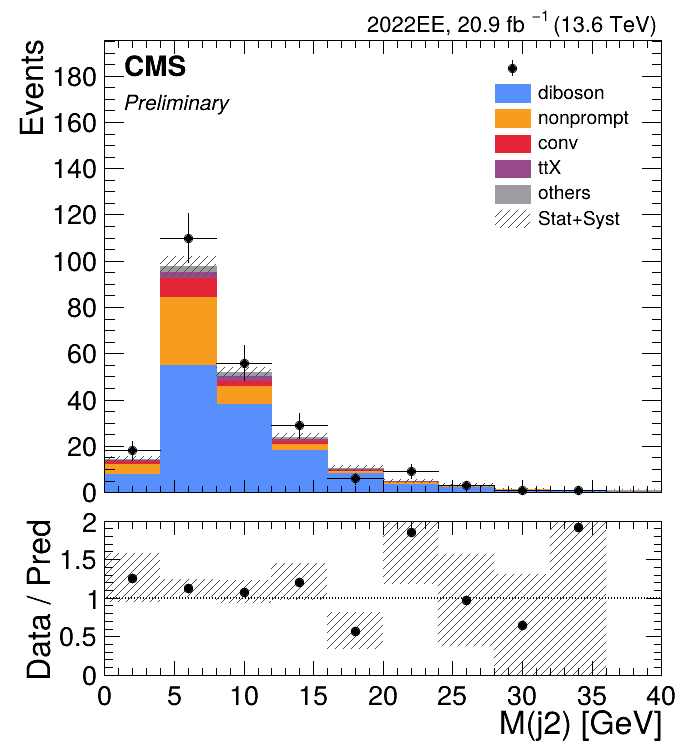 2022EE, 20.9 fb⁻¹ (13.6 TeV)
CMS
Preliminary
diboson
nonprompt
conv
ttX
others
Stat+Syst
Events
180
160
140
120
100
80
60
40
20
0
Data / Pred
2
1.5
1
0.5
0
0 5 10 15 20 25 30 35 40
M(j2) [GeV]